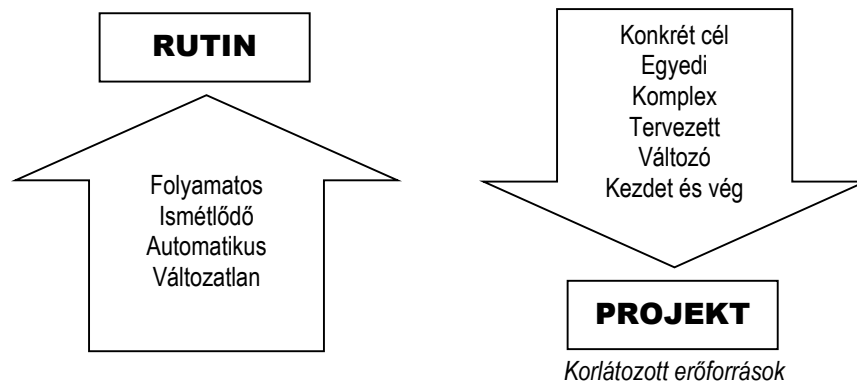 RUTIN
Folyamatos
Ismétlődő
Automatikus
Változatlan
Konkrét cél
Egyedi
Komplex
Tervezett
Változó
Kezdet és vég
PROJEKT
Korlátozott erőforrások